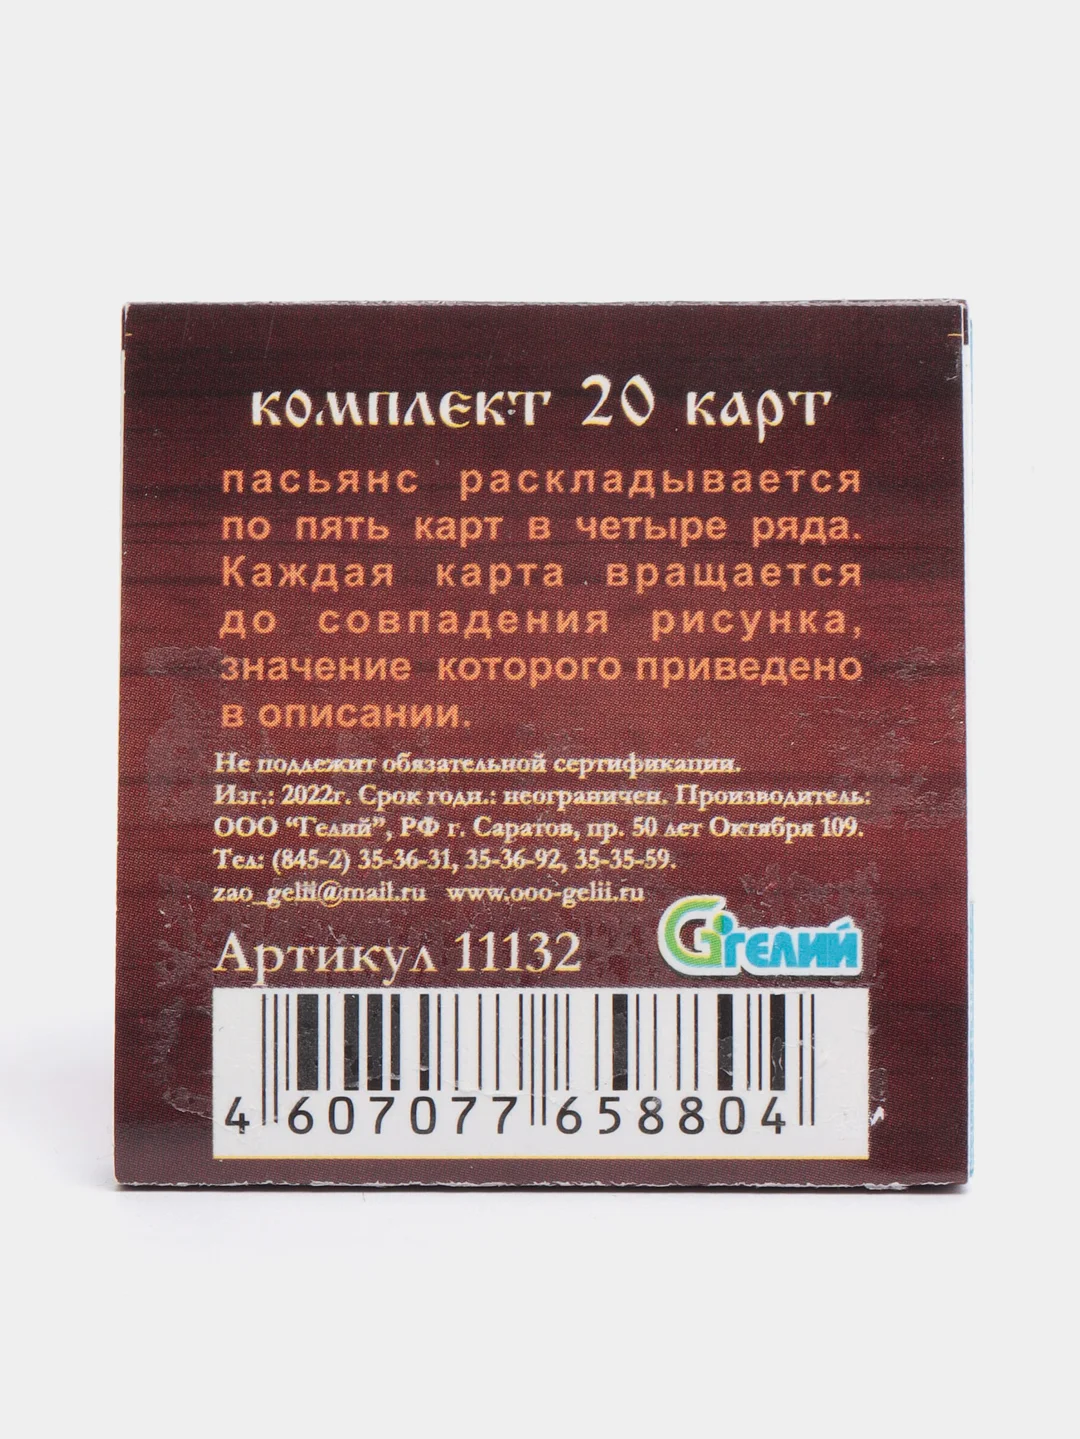 комплект 20 карт
пасьянс раскладывается
по пять карт в четыре ряда.
Каждая карта вращается
до совпадения рисунка,
значение которого приведено
в описании.
Не подлежит обязательной сертификации.
Изг.: 2022г. Срок годн.: неограничен. Производитель:
ООО “Гелий”, РФ г. Саратов, пр. 50 лет Октября 109.
Тел: (845-2) 35-36-31, 35-36-92, 35-35-59.
zao_gelii@mail.ru www.ooo-gelii.ru
Артикул 11132
G гелий
4 607077 658804